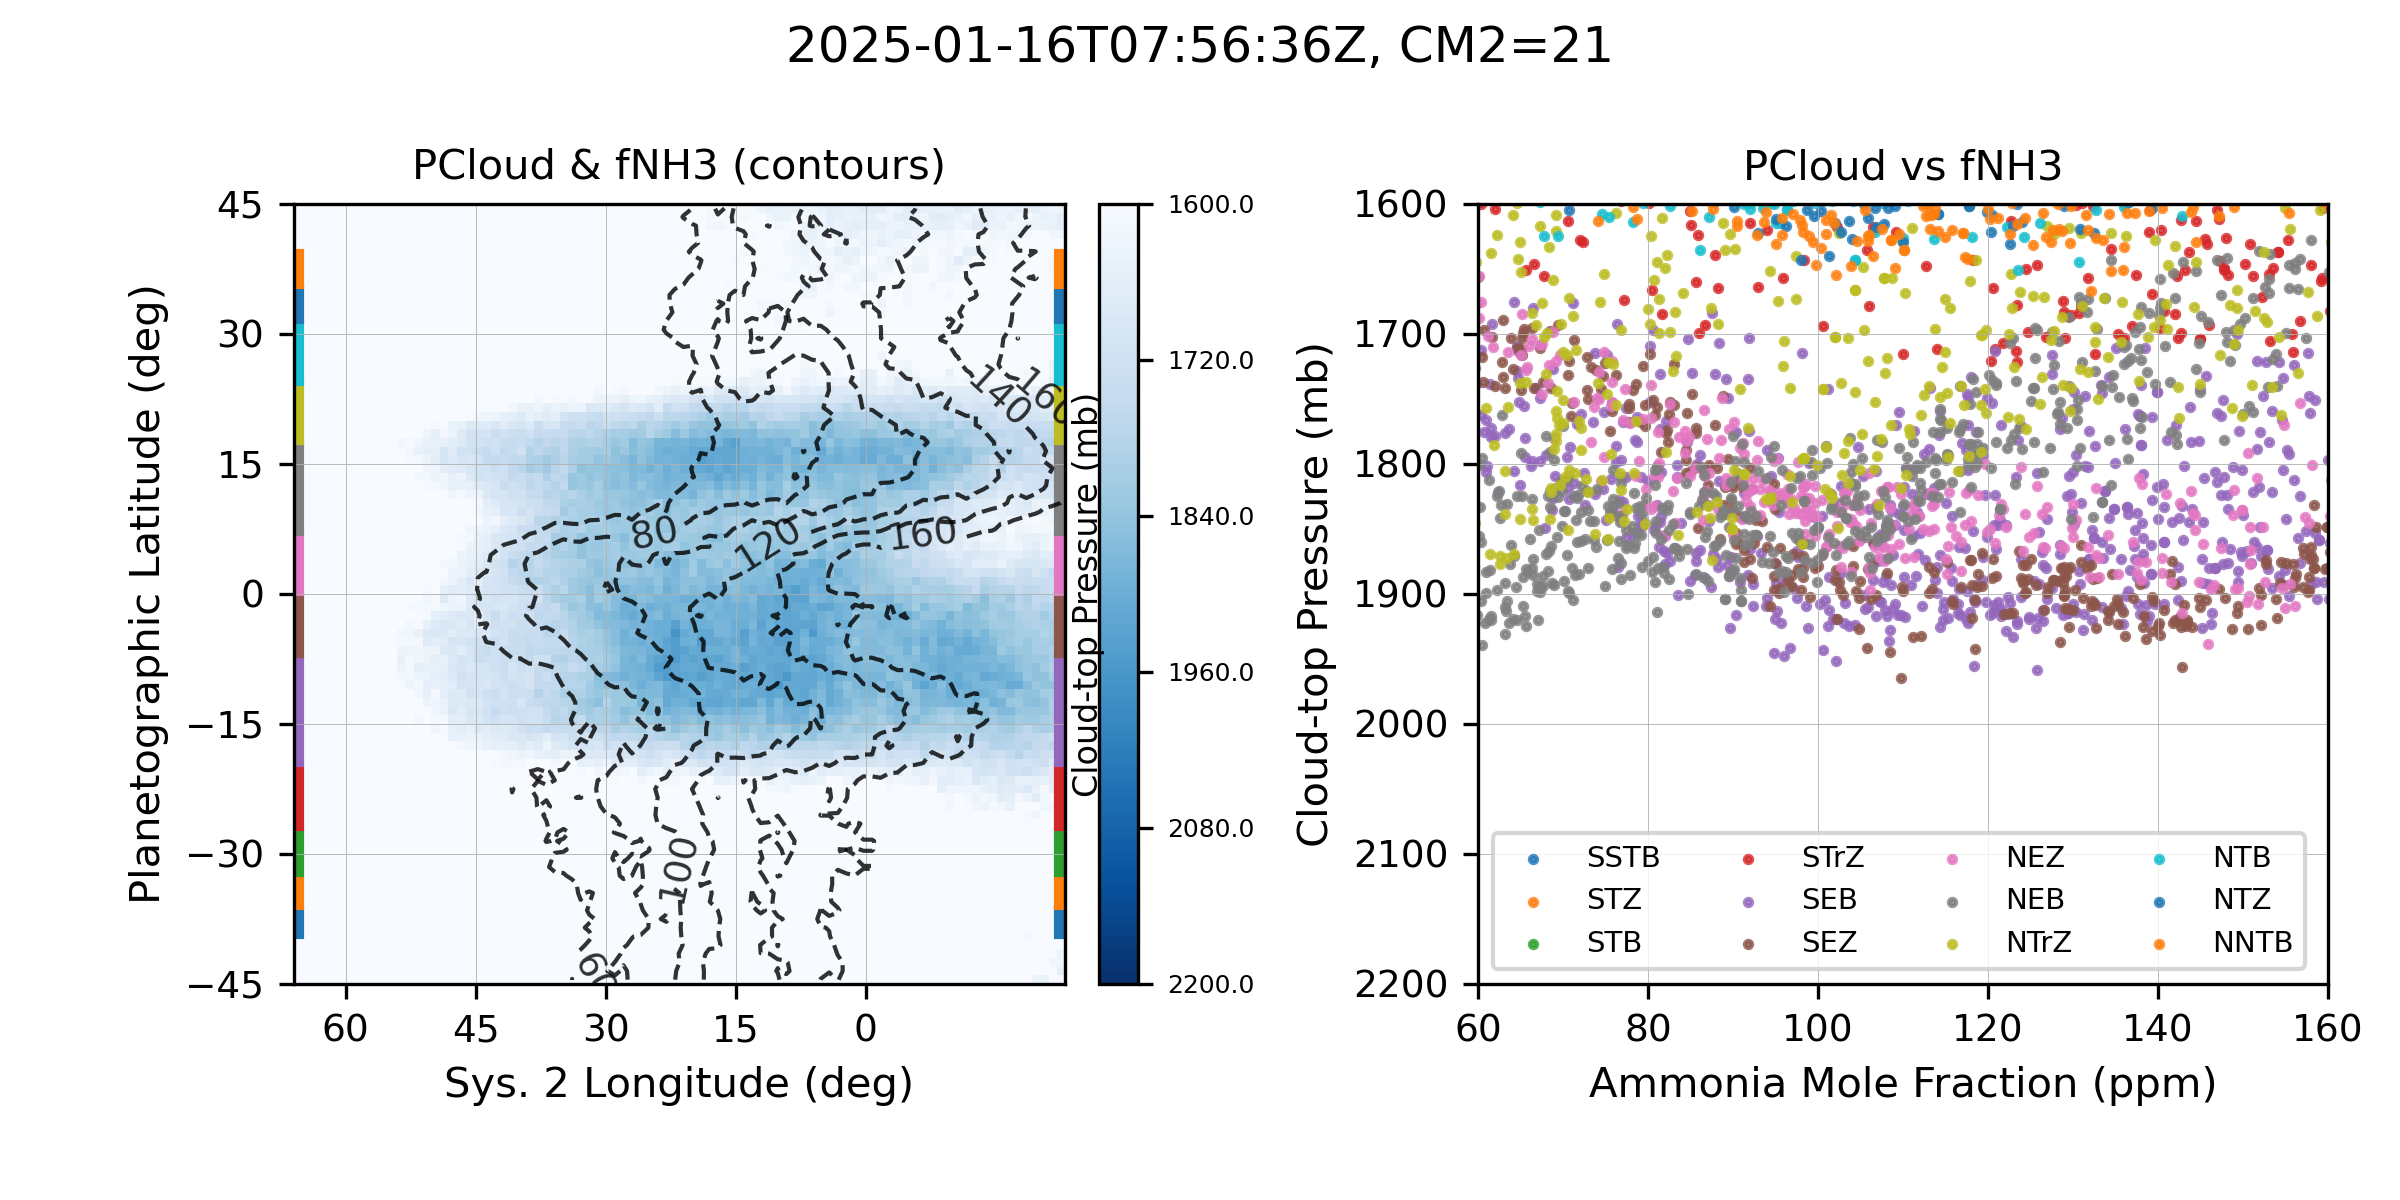 2025-01-16T07:56:36Z, CM2=21
PCloud & fNH3 (contours)
Planetographic Latitude (deg)
45
30
15
0
−15
−30
−45
60
45
30
15
0
Sys. 2 Longitude (deg)
80
120
160
140
160
100
60
Cloud-top Pressure (mb)
1600.0
1720.0
1840.0
1960.0
2080.0
2200.0
PCloud vs fNH3
Cloud-top Pressure (mb)
1600
1700
1800
1900
2000
2100
2200
60
80
100
120
140
160
Ammonia Mole Fraction (ppm)
SSTB
STZ
STB
STrZ
SEB
SEZ
NEZ
NEB
NTrZ
NTB
NTZ
NNTB